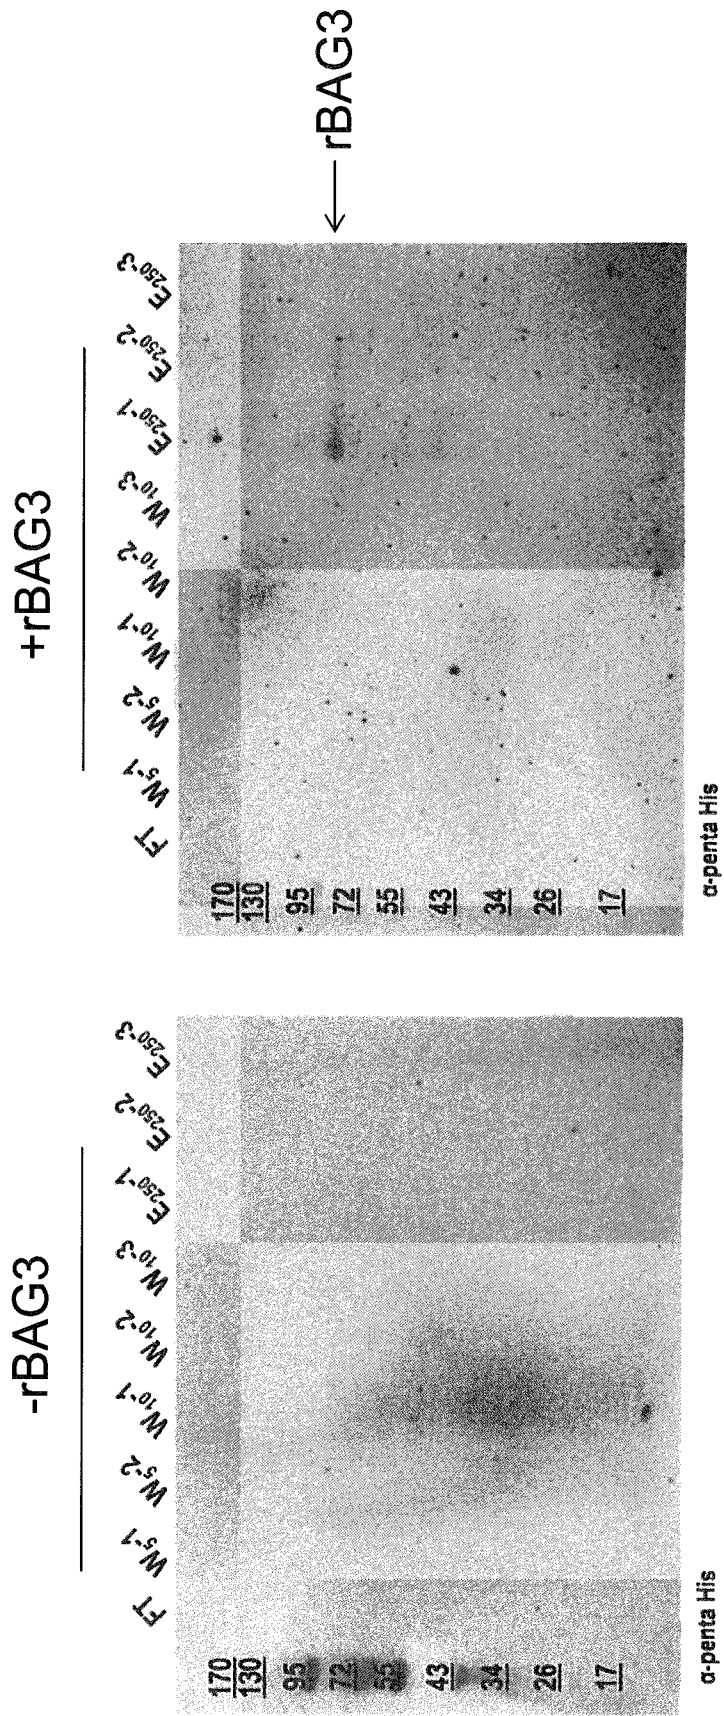 -rBAG3
FT W5-1 W5-2 W10-1 W10-2 W10-3 E250-1 E250-2 E250-3
170
130
95
72
55
43
34
26
17
α-penta His
+rBAG3
FT W5-1 W5-2 W10-1 W10-2 W10-3 E250-1 E250-2 E250-3
170
130
95
72
55
43
34
26
17
α-penta His
← rBAG3